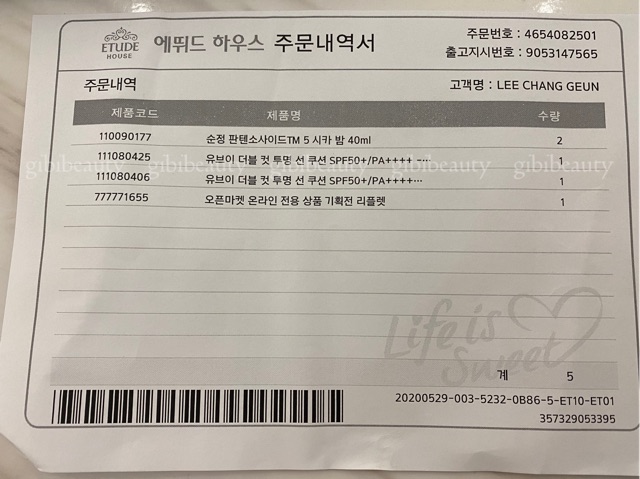 ETUDE
HOUSE
에뛰드 하우스 주문내역서
주문번호 : 4654082501
출고지시번호 : 9053147565
주문내역
고객명 : LEE CHANG GEUN
제품코드 제품명 수량
110090177 순정 판텐소사이드TM 5 시카 밤 40ml 2
111080425 유브이 더블 컷 투명 선 쿠션 SPF50+/PA++++ -··· 1
gibibeauty gibibeauty gibibeauty gibibeauty gibibeauty
111080406 유브이 더블 컷 투명 선 쿠션 SPF50+/PA++++··· 1
777771655 오픈마켓 온라인 전용 상품 기획전 리플렛 1
Life is
Sweet
계 5
20200529-003-5232-0B86-5-ET10-ET01
357329053395